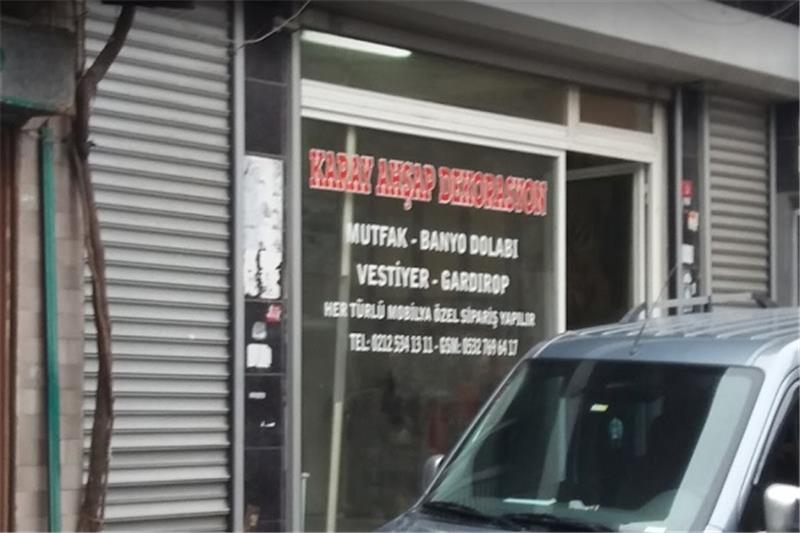 KARAY AHŞAP DEKORASYON
MUTFAK - BANYO DOLABI
VESTİYER - GARDIROP
HER TÜRLÜ MOBİLYA ÖZEL SİPARİŞ YAPILIR
TEL: 0212 534 13 11 - GSM: 0532 769 64 17